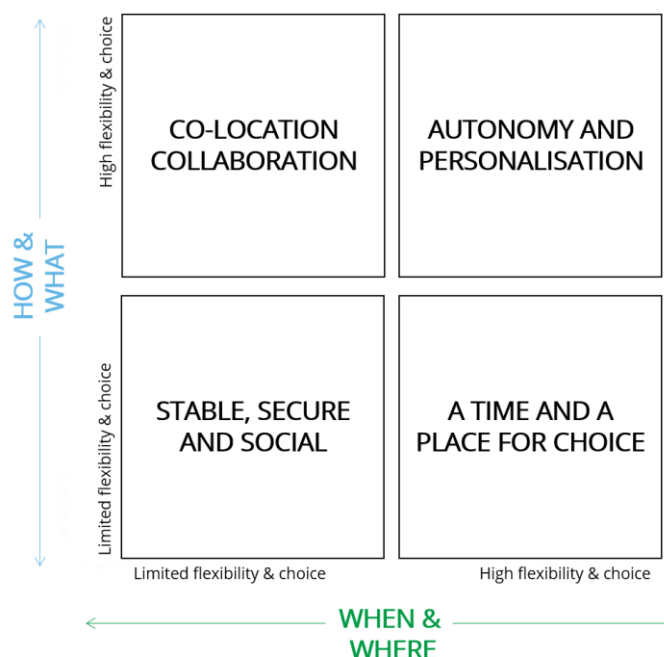 High flexibility & choice
CO-LOCATION
COLLABORATION
AUTONOMY AND
PERSONALISATION
HOW &
WHAT
Limited flexibility & choice
STABLE, SECURE
AND SOCIAL
A TIME AND A
PLACE FOR CHOICE
Limited flexibility & choice
High flexibility & choice
WHEN &
WHERE